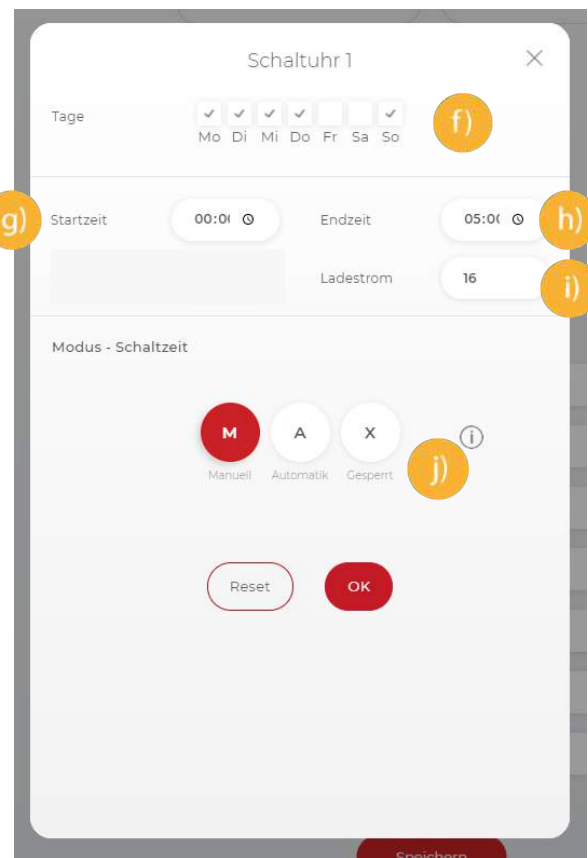 Schaltuhr 1
Tage
Mo Di Mi Do Fr Sa So
f)
g) Startzeit 00:0 Endzeit 05:0 h)
Ladestrom 16 i)
Modus - Schaltzeit
M A X
Manuell Automatik Gesperrt
j)
Reset OK
Speichern